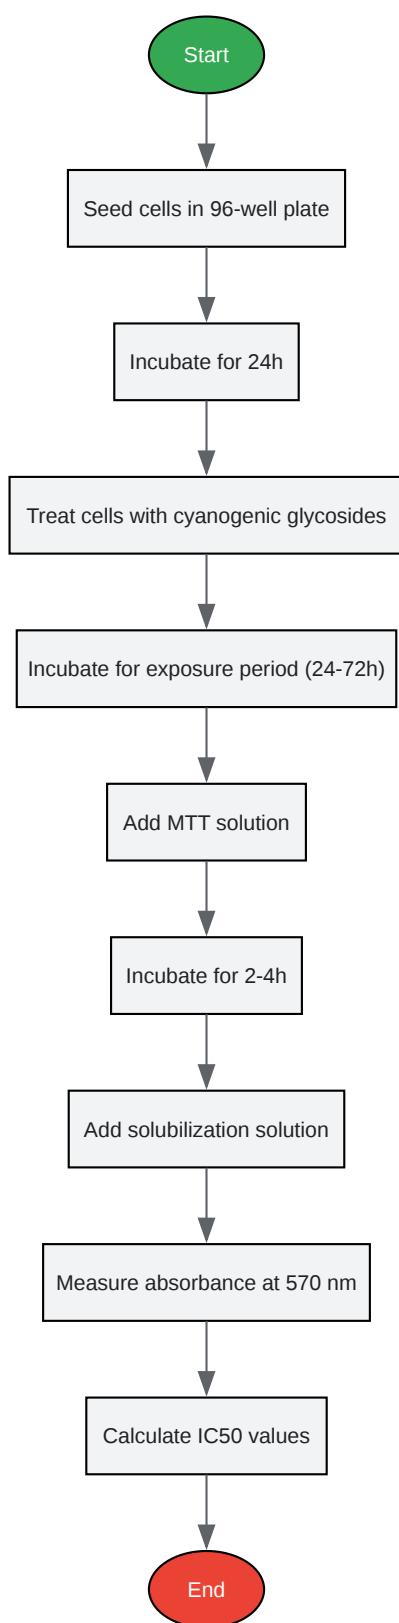 Start
Seed cells in 96-well plate
Incubate for 24h
Treat cells with cyanogenic glycosides
Incubate for exposure period (24-72h)
Add MTT solution
Incubate for 2-4h
Add solubilization solution
Measure absorbance at 570 nm
Calculate IC50 values
End